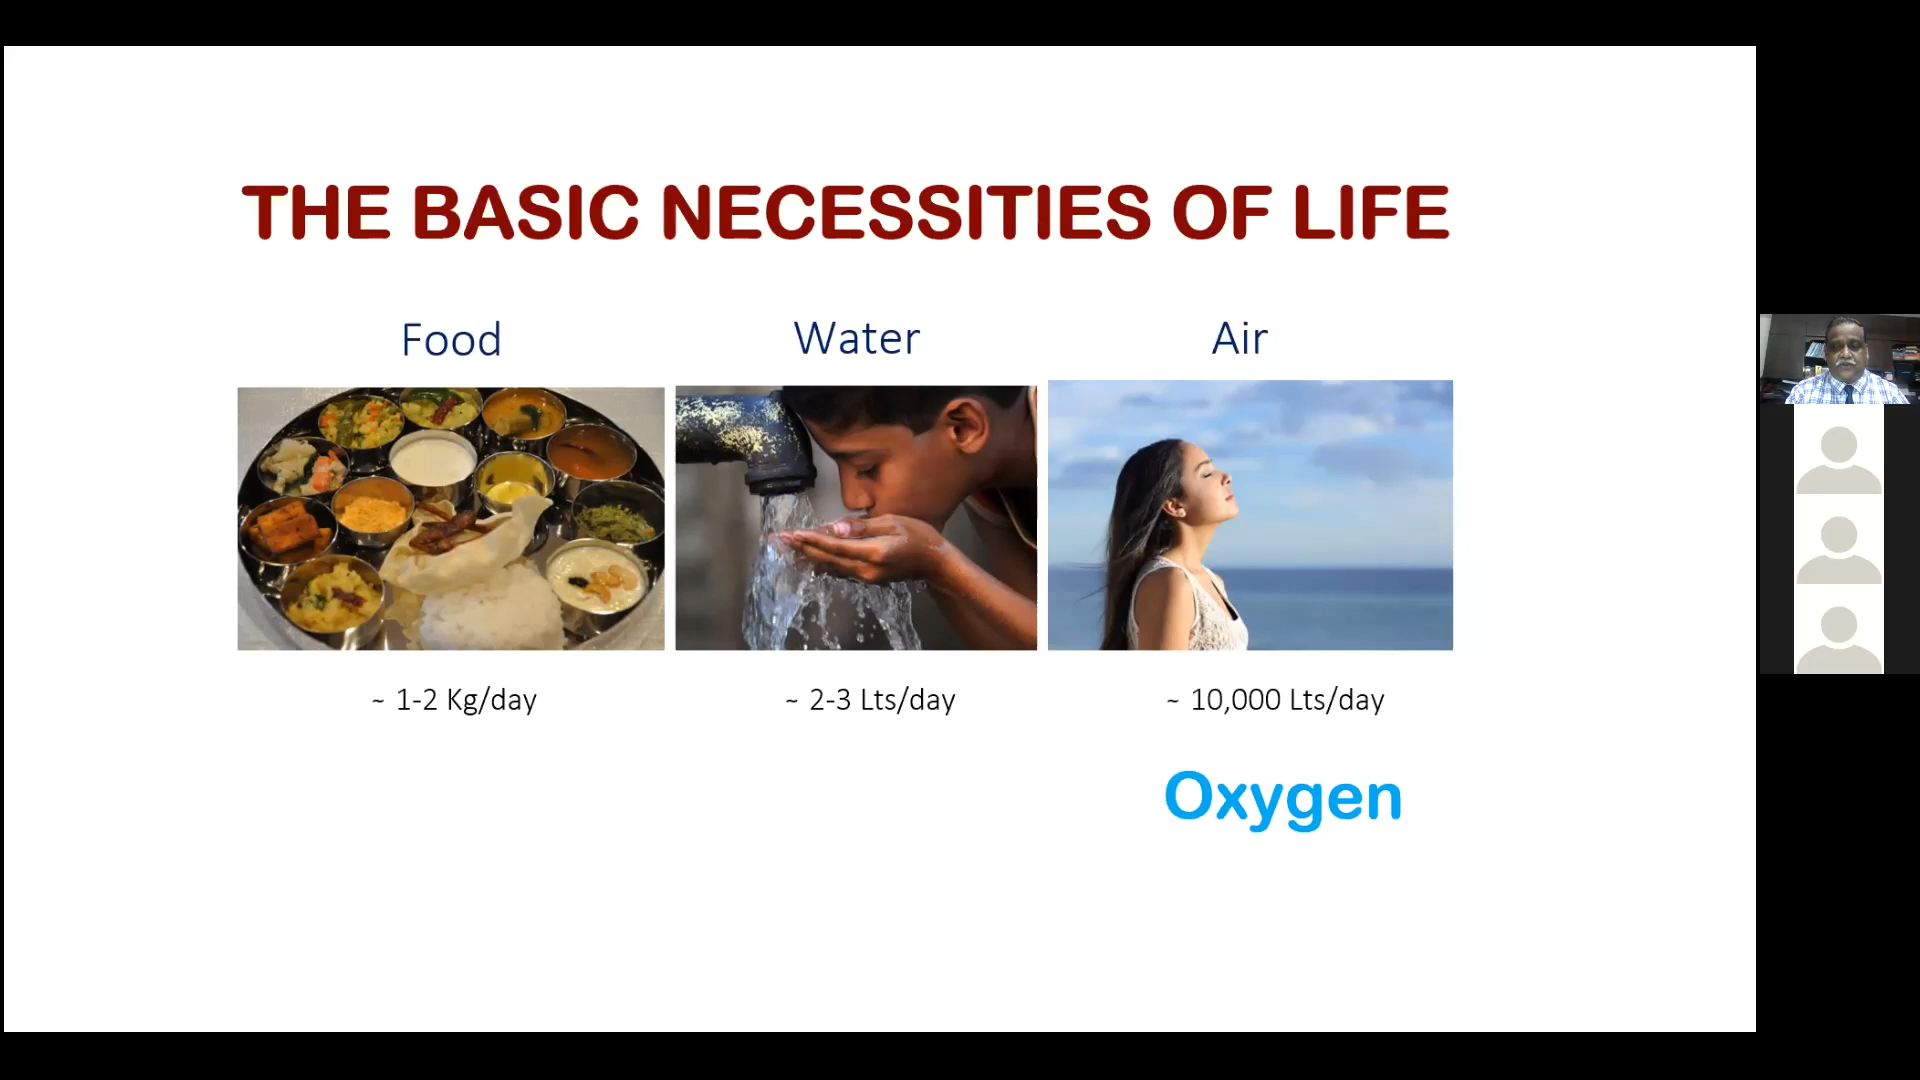 THE BASIC NECESSITIES OF LIFE
Food
Water
Air
~ 1-2 Kg/day
~ 2-3 Lts/day
~ 10,000 Lts/day
Oxygen